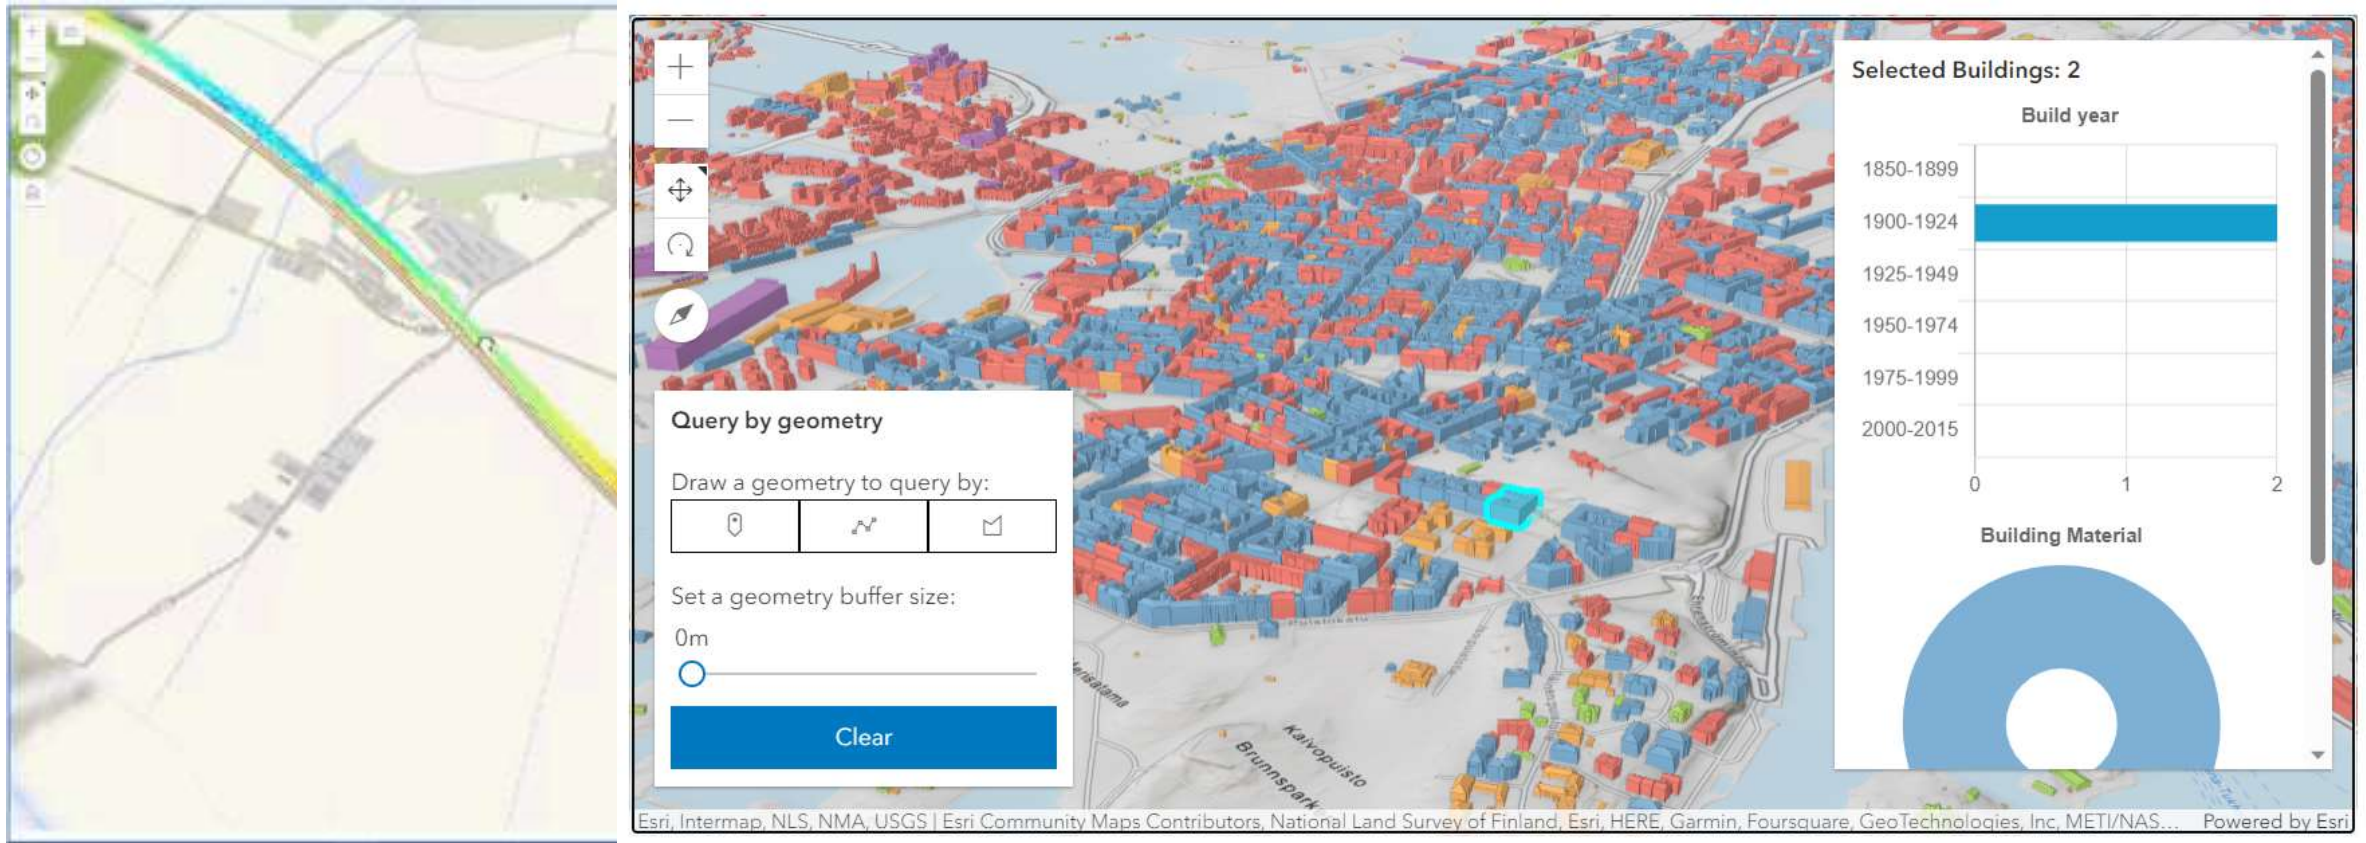 Query by geometry
Draw a geometry to query by:
Set a geometry buffer size:
0m
Clear
Selected Buildings: 2
Build year
1850-1899
1900-1924
1925-1949
1950-1974
1975-1999
2000-2015
0 1 2
Building Material
Kaivopuisto
Brunnspark
Esri, Intermap, NLS, NMA, USGS | Esri Community Maps Contributors, National Land Survey of Finland, Esri, HERE, Garmin, Foursquare, GeoTechnologies, Inc, METI/NAS... Powered by Esri